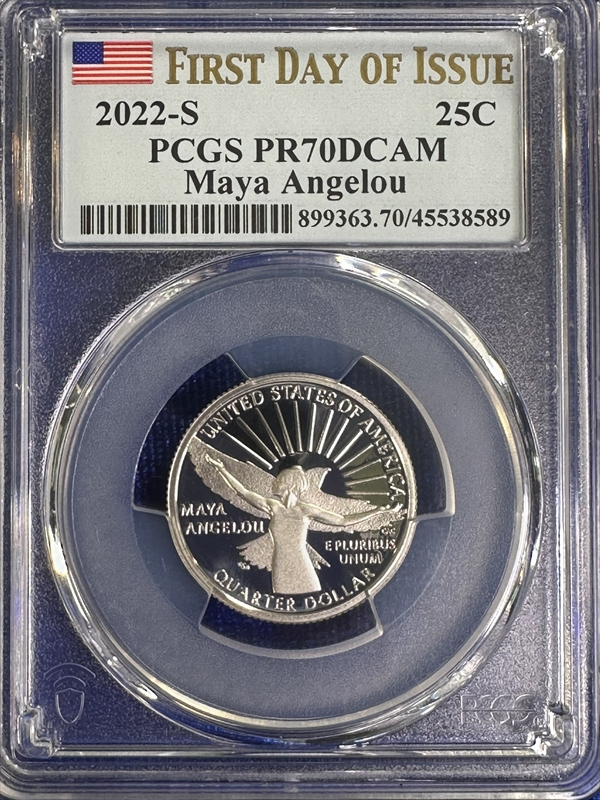 FIRST DAY OF ISSUE
2022-S 25C
PCGS PR70DCAM
Maya Angelou
899363.70/45538589
UNITED STATES OF AMERICA
MAYA
ANGELOU
E PLURIBUS
UNUM
QUARTER DOLLAR
PCGS